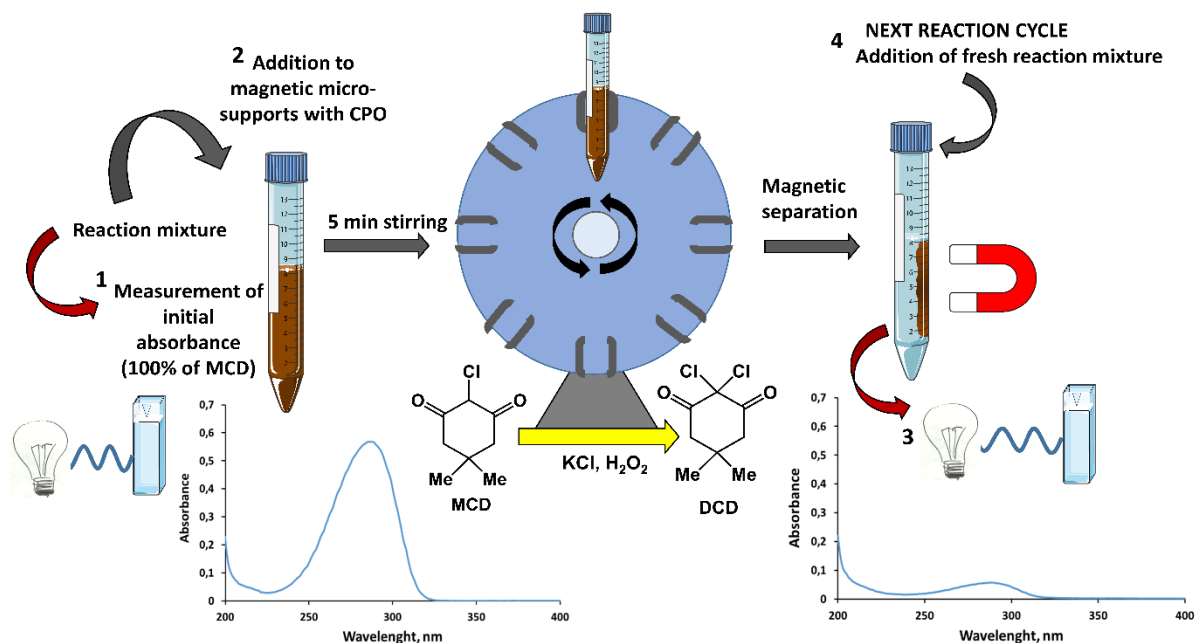 2 Addition to
magnetic micro-
supports with CPO
Reaction mixture
1 Measurement of
initial
absorbance
(100% of MCD)
5 min stirring
Magnetic
separation
4 NEXT REACTION CYCLE
Addition of fresh reaction mixture
3
Cl
O O
Me Me
MCD
KCl, H₂O₂
Cl Cl
O O
Me Me
DCD
0,7
0,6
0,5
0,4
0,3
0,2
0,1
0
Absorbance
200 250 300 350 400
Wavelenght, nm
0,7
0,6
0,5
0,4
0,3
0,2
0,1
0
Absorbance
200 250 300 350 400
Wavelenght, nm